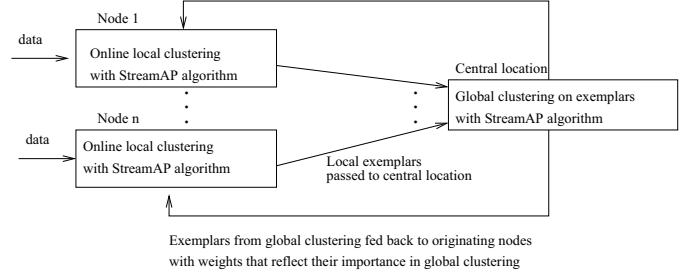 Node 1
data
Online local clustering
with StreamAP algorithm
Central location
Global clustering on exemplars
with StreamAP algorithm
Node n
data
Online local clustering
with StreamAP algorithm
Local exemplars
passed to central location
Exemplars from global clustering fed back to originating nodes
with weights that reflect their importance in global clustering